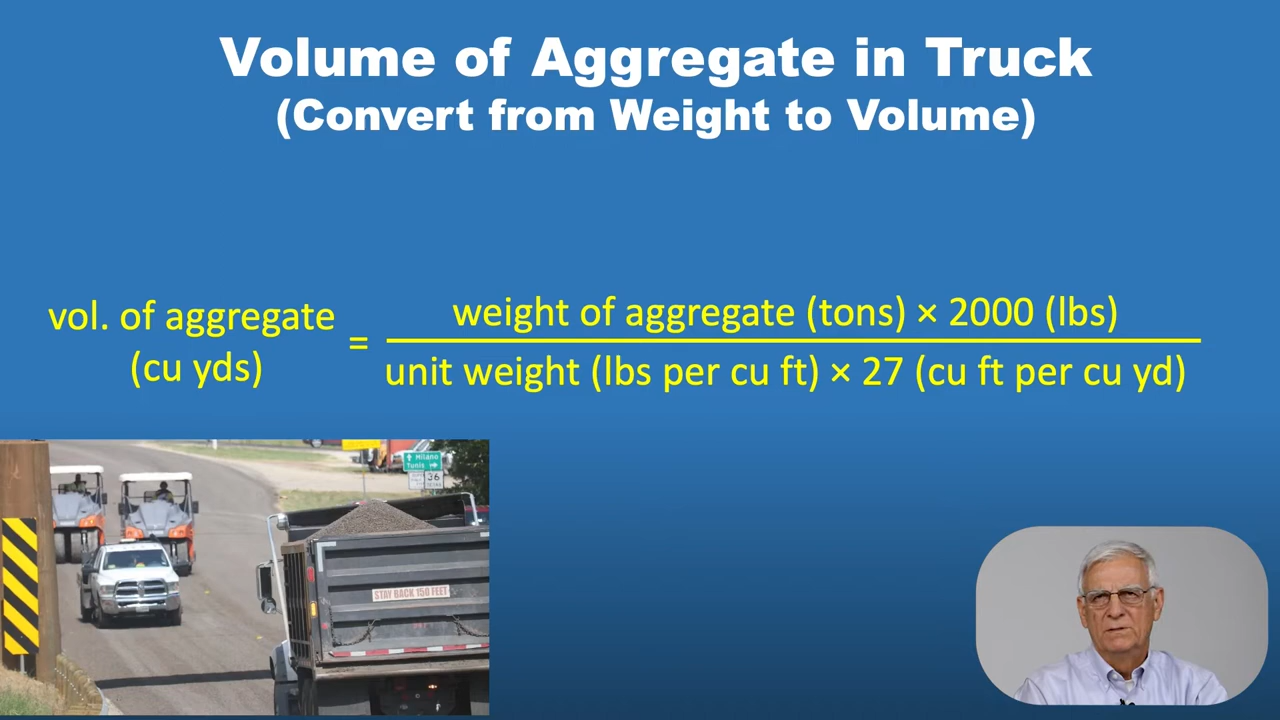 Volume of Aggregate in Truck
(Convert from Weight to Volume)
vol. of aggregate
(cu yds)
=
weight of aggregate (tons) × 2000 (lbs)
unit weight (lbs per cu ft) × 27 (cu ft per cu yd)
Milano
Tunis
36
STAY BACK 150 FEET